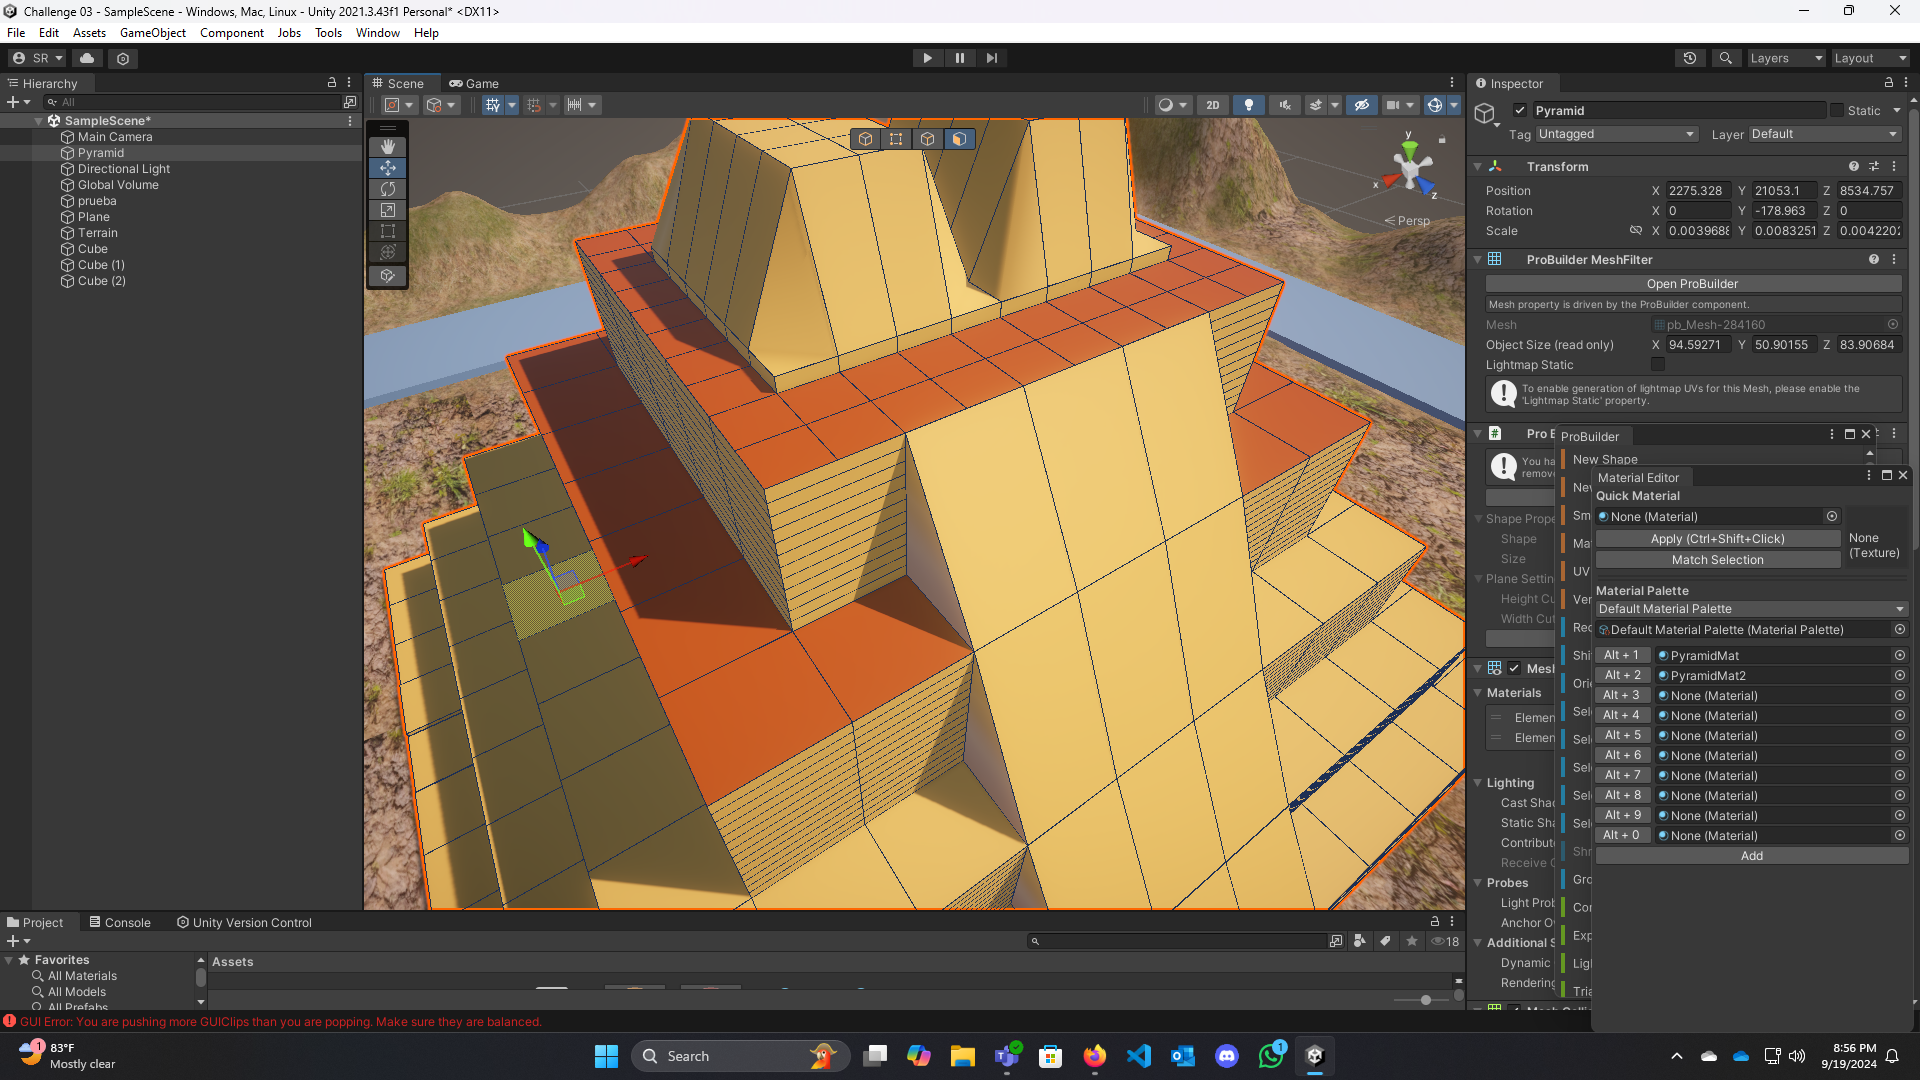 Challenge 03 - SampleScene - Windows, Mac, Linux - Unity 2021.3.43f1 Personal* <DX11>
File Edit Assets GameObject Component Jobs Tools Window Help
SR
Layers
Layout
Hierarchy
All
SampleScene*
Main Camera
Pyramid
Directional Light
Global Volume
prueba
Plane
Terrain
Cube
Cube (1)
Cube (2)
Scene Game
2D
y
x
z
Persp
Inspector
Pyramid Static
Tag Untagged Layer Default
Transform
Position X 2275.328 Y 21053.1 Z 8534.757
Rotation X 0 Y -178.963 Z 0
Scale X 0.003968 Y 0.0083251 Z 0.004220
ProBuilder MeshFilter
Open ProBuilder
Mesh property is driven by the ProBuilder component.
Mesh pb_Mesh-284160
Object Size (read only) X 94.59271 Y 50.90155 Z 83.90684
Lightmap Static
To enable generation of lightmap UVs for this Mesh, please enable the
'Lightmap Static' property.
Pro B
You ha
remov
Shape Prope
Shape
Size
Plane Settin
Height Cu
Width Cut
Mesh
Materials
Elemen
Elemen
Lighting
Cast Shac
Static Sha
Contribut
Receive G
Probes
Light Prob
Anchor O
Additional S
Dynamic
Rendering
ProBuilder
New Shape
Nev
Sm
Mat
UV
Ver
Rec
Shi
Orie
Sel
Sel
Sel
Sel
Sel
Shr
Gro
Cor
Exp
Lig
Tria
Material Editor
Quick Material
None (Material)
Apply (Ctrl+Shift+Click)
Match Selection
None
(Texture)
Material Palette
Default Material Palette
Default Material Palette (Material Palette)
Alt + 1 PyramidMat
Alt + 2 PyramidMat2
Alt + 3 None (Material)
Alt + 4 None (Material)
Alt + 5 None (Material)
Alt + 6 None (Material)
Alt + 7 None (Material)
Alt + 8 None (Material)
Alt + 9 None (Material)
Alt + 0 None (Material)
Add
Project Console Unity Version Control
18
Favorites
All Materials
All Models
All Prefabs
Assets
GUI Error: You are pushing more GUIClips than you are popping. Make sure they are balanced.
1
83°F
Mostly clear
Search
1
8:56 PM
9/19/2024